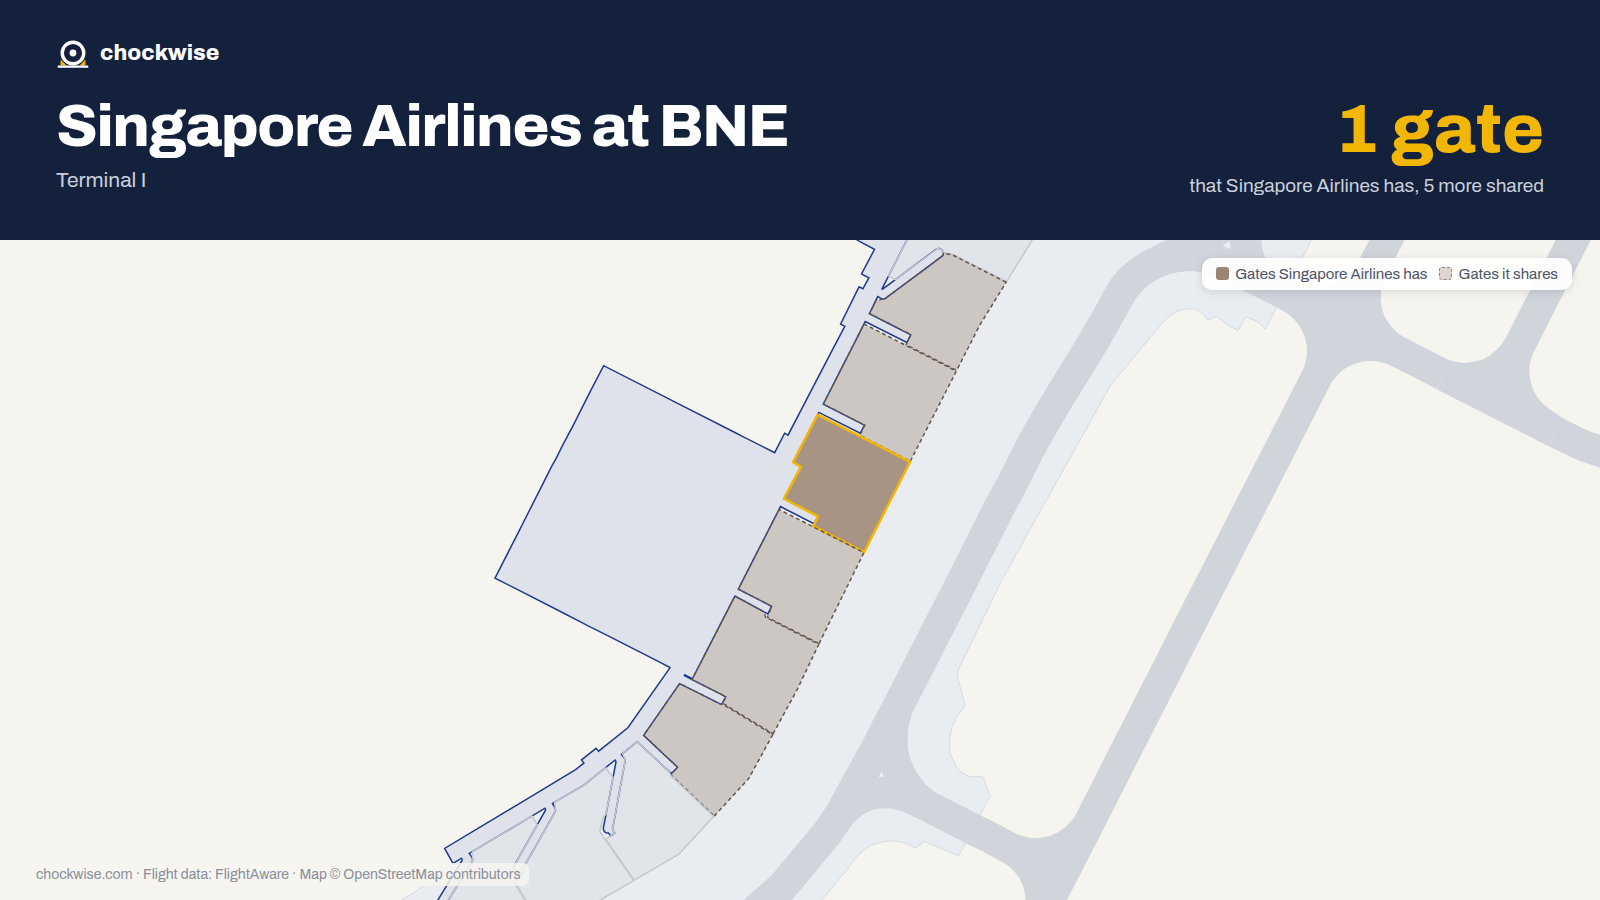 chockwise
Singapore Airlines at BNE
Terminal I
1 gate
that Singapore Airlines has, 5 more shared
Gates Singapore Airlines has
Gates it shares
chockwise.com · Flight data: FlightAware · Map © OpenStreetMap contributors